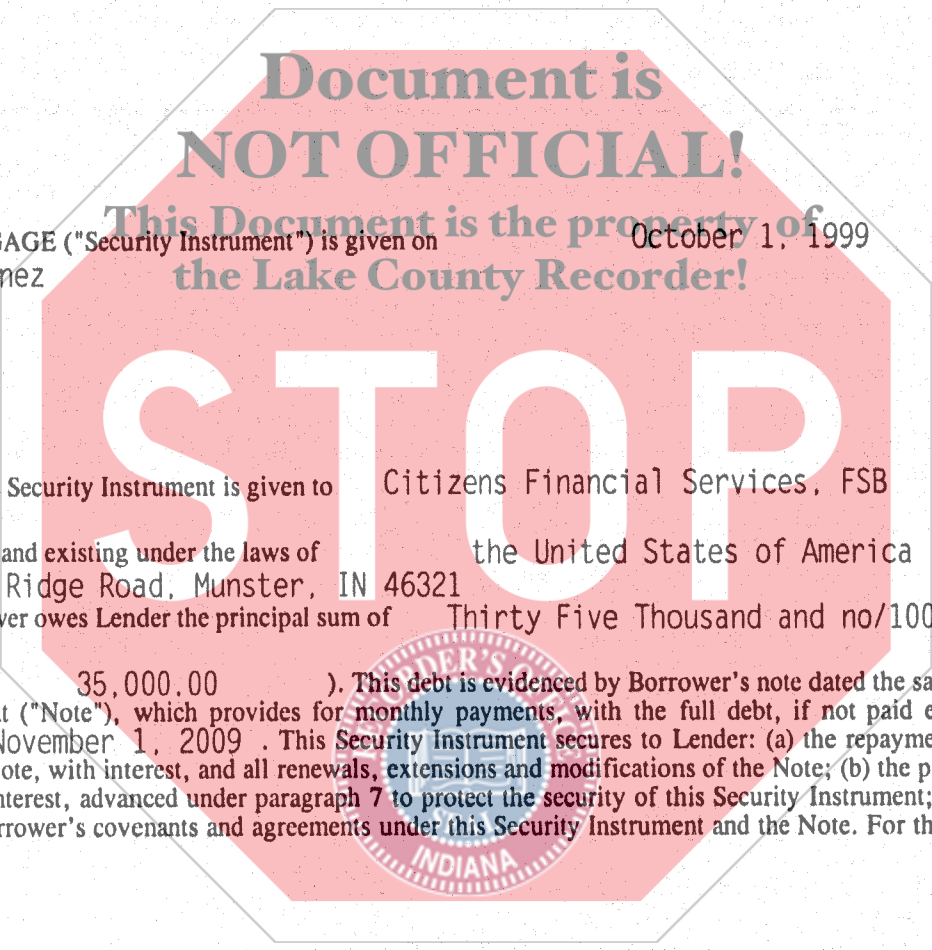 Document is
NOT OFFICIAL!
This Document is the property of
the Lake County Recorder!
GAGE ("Security Instrument") is given on October 1, 1999
nez
STOP
Security Instrument is given to Citizens Financial Services, FSB
and existing under the laws of the United States of America
Ridge Road, Munster, IN 46321
ver owes Lender the principal sum of Thirty Five Thousand and no/100
35,000.00 ). This debt is evidenced by Borrower's note dated the sa
t ("Note"), which provides for monthly payments, with the full debt, if not paid e
November 1, 2009 . This Security Instrument secures to Lender: (a) the repayme
ote, with interest, and all renewals, extensions and modifications of the Note; (b) the p
nterest, advanced under paragraph 7 to protect the security of this Security Instrument;
rrower's covenants and agreements under this Security Instrument and the Note. For th
INDIANA